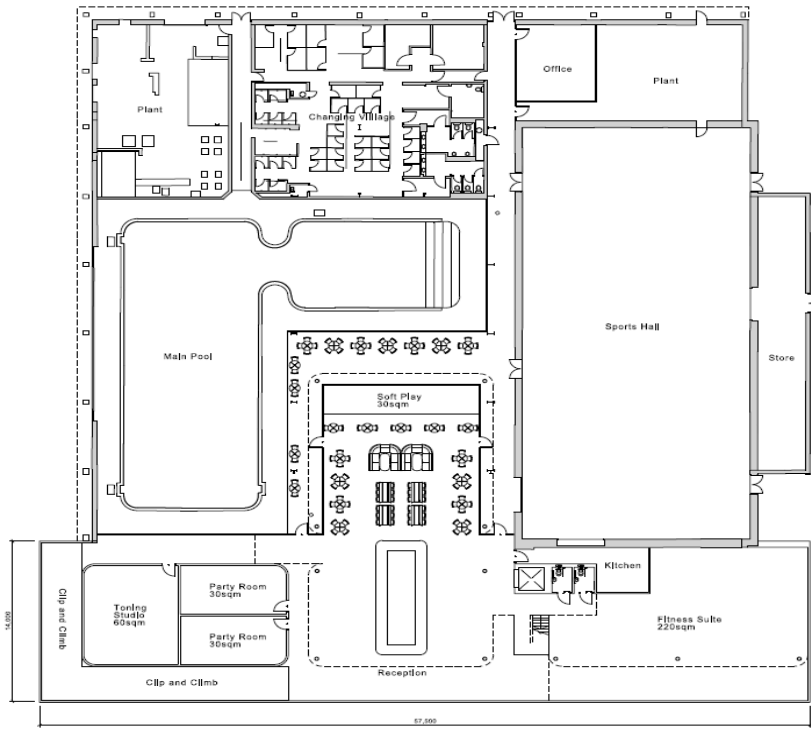 Office
Plant
Plant
Changing Village
Sports Hall
Main Pool
Store
Soft Play
30sqm
Kitchen
Clip and Climb
Toning
Studio
60sqm
Party Room
30sqm
Party Room
30sqm
Fitness Suite
220sqm
14,000
Reception
Clip and Climb
57,500